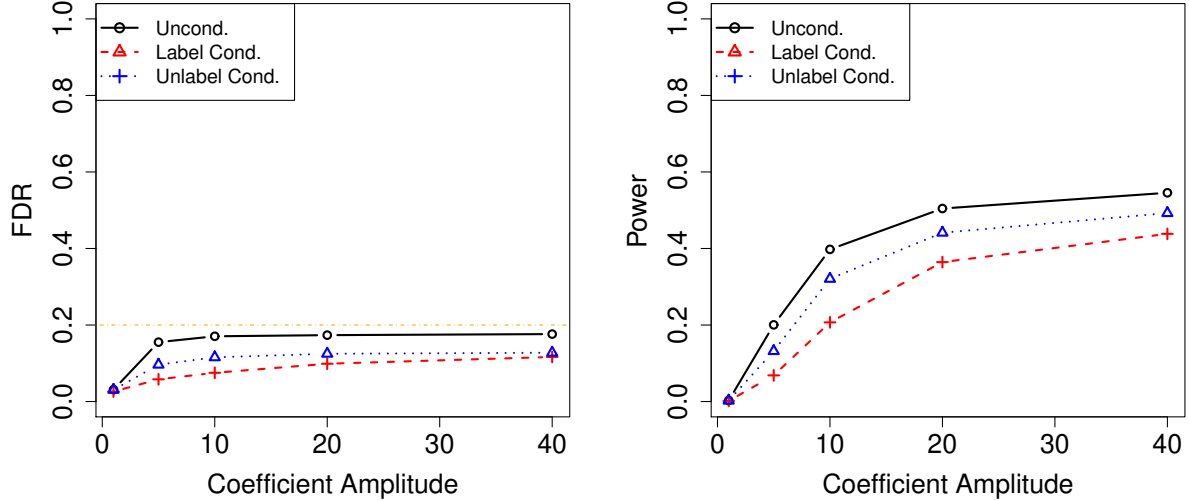 Uncond.
Label Cond.
Unlabel Cond.
FDR
0.0 0.2 0.4 0.6 0.8 1.0
0 10 20 30 40
Coefficient Amplitude
Uncond.
Label Cond.
Unlabel Cond.
Power
0.0 0.2 0.4 0.6 0.8 1.0
0 10 20 30 40
Coefficient Amplitude